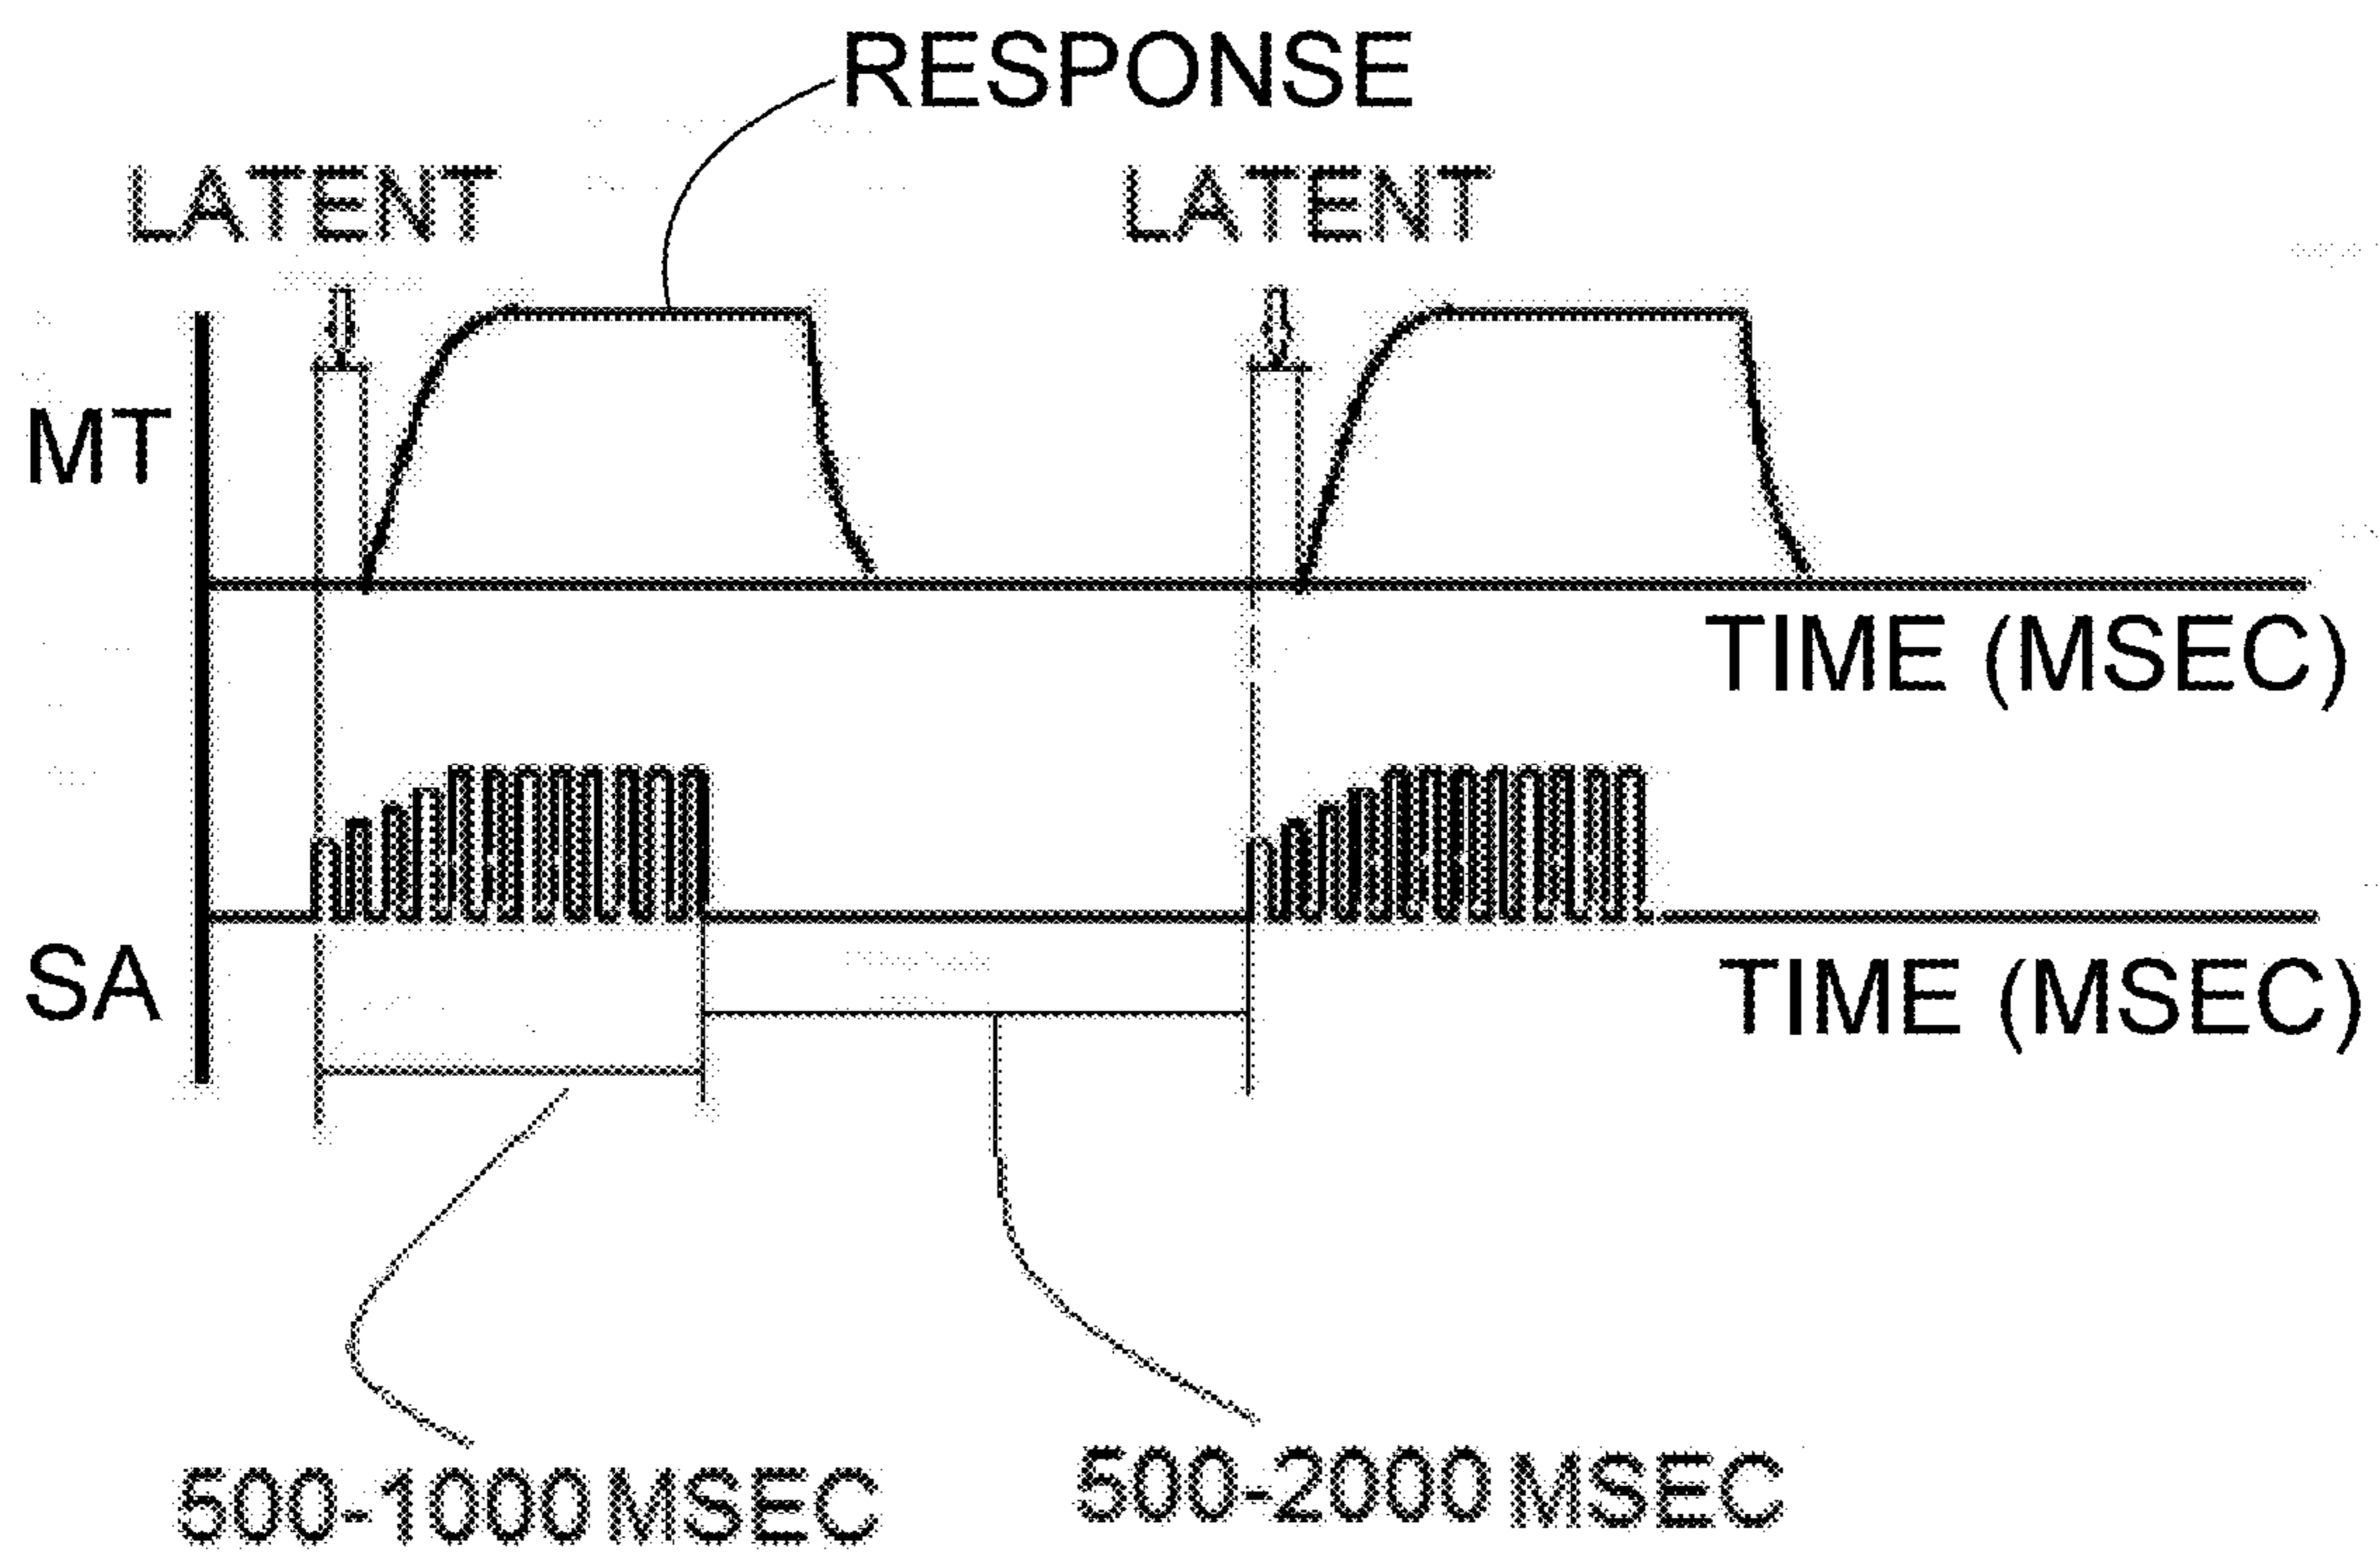 RESPONSE
LATENT
LATENT
MT
TIME (MSEC)
SA
TIME (MSEC)
500-1000 MSEC
500-2000 MSEC